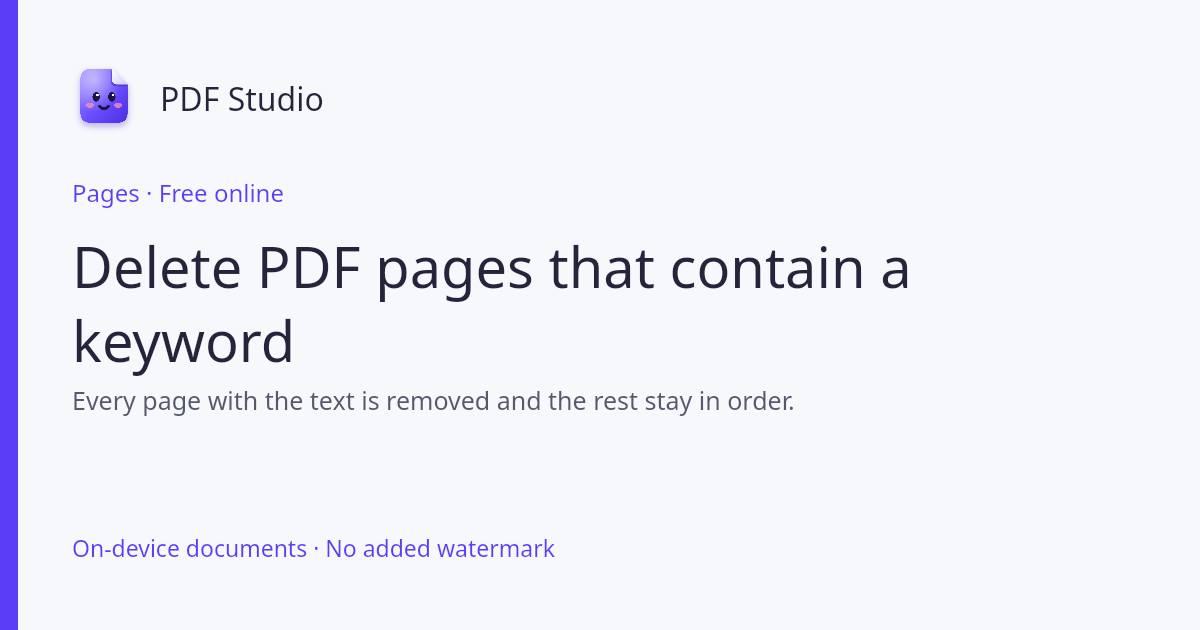 PDF Studio
Pages · Free online
Delete PDF pages that contain a
keyword
Every page with the text is removed and the rest stay in order.
On-device documents · No added watermark